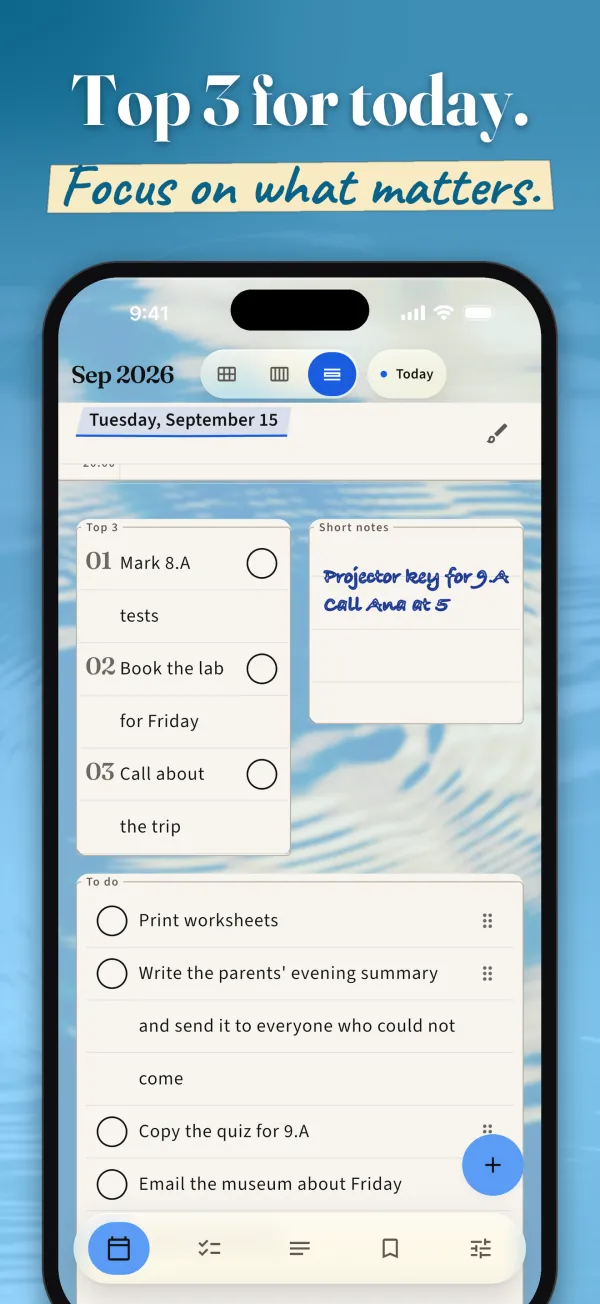 Top 3 for today.
Focus on what matters.
9:41
Sep 2026
Today
Tuesday, September 15
Top 3
01 Mark 8.A
tests
02 Book the lab
for Friday
03 Call about
the trip
Short notes
Projector key for 9.A
Call Ana at 5
To do
Print worksheets
Write the parents' evening summary
and send it to everyone who could not
come
Copy the quiz for 9.A
Email the museum about Friday